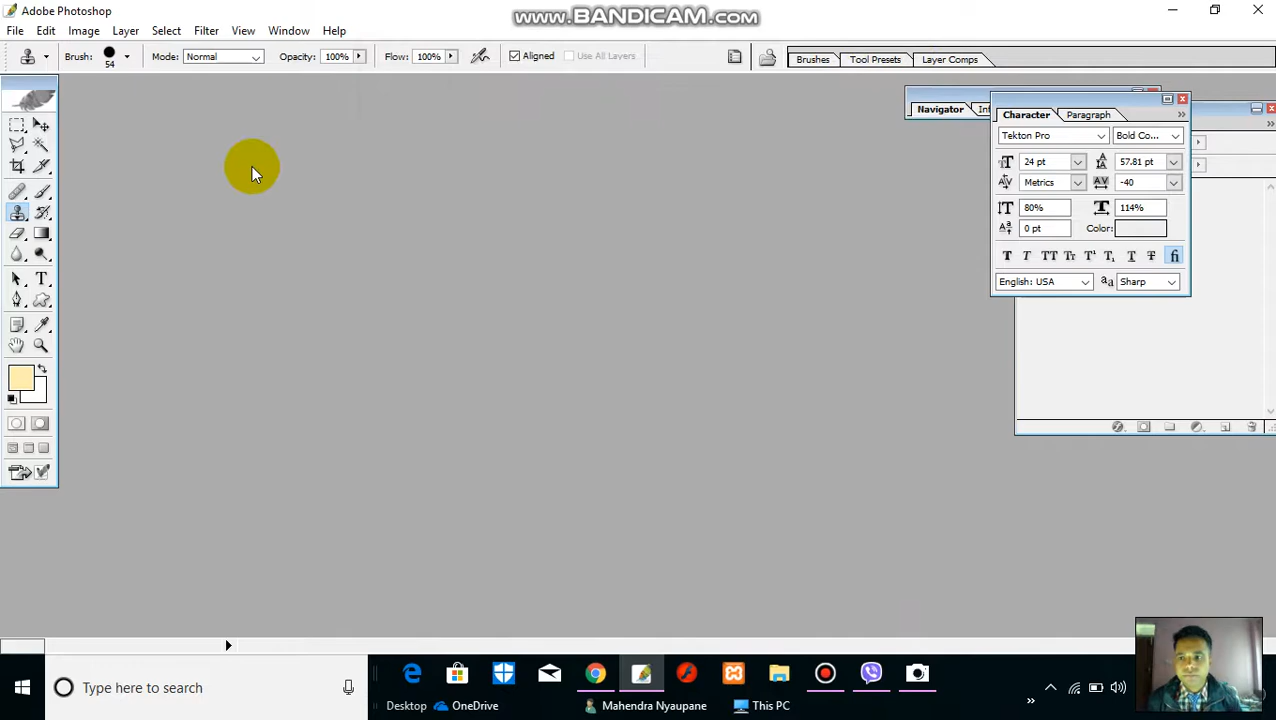 Adobe Photoshop
www.BANDICAM.com
File Edit Image Layer Select Filter View Window Help
Brush: 54 Mode: Normal Opacity: 100% Flow: 100% Aligned Use All Layers Brushes Tool Presets Layer Comps
Navigator
Character Paragraph
Tekton Pro Bold Co...
24 pt 57.81 pt
Metrics -40
80% 114%
0 pt Color:
T T TT Tr T¹ T₁ T T fi
English: USA aa Sharp
Type here to search
Desktop OneDrive Mahendra Nyaupane This PC »